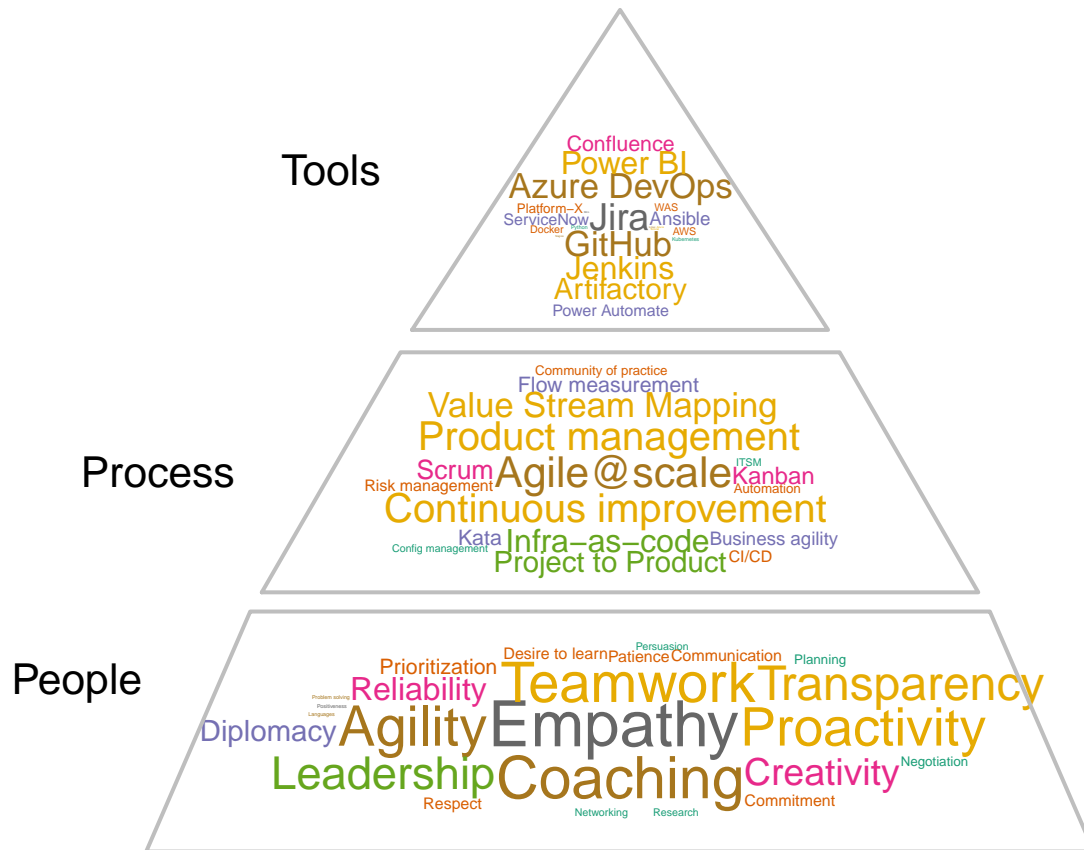 Tools
Confluence
Power BI
Azure DevOps
Platform-X
WAS
ServiceNow
Jira
Ansible
Docker
Python
AWS
GitHub
Kubernetes
Jenkins
Artifactory
Power Automate
Process
Community of practice
Flow measurement
Value Stream Mapping
Product management
Scrum
Agile@scale
ITSM
Kanban
Risk management
Automation
Continuous improvement
Kata
Infra-as-code
Business agility
Config management
Project to Product
CI/CD
People
Persuasion
Desire to learn
Patience
Communication
Planning
Prioritization
Teamwork
Transparency
Reliability
Problem solving
Positiveness
Languages
Diplomacy
Agility
Empathy
Proactivity
Leadership
Coaching
Creativity
Negotiation
Respect
Networking
Research
Commitment